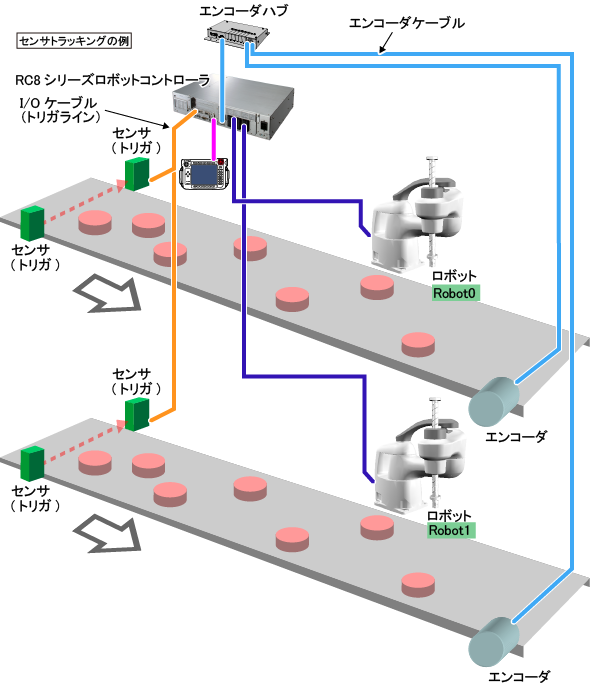 エンコーダハブ
エンコーダケーブル
センサトラッキングの例
RC8 シリーズロボットコントローラ
I/O ケーブル
（トリガライン）
センサ
（トリガ ）
センサ
（トリガ ）
ロボット
Robot0
エンコーダ
センサ
（トリガ ）
センサ
（トリガ ）
ロボット
Robot1
エンコーダ